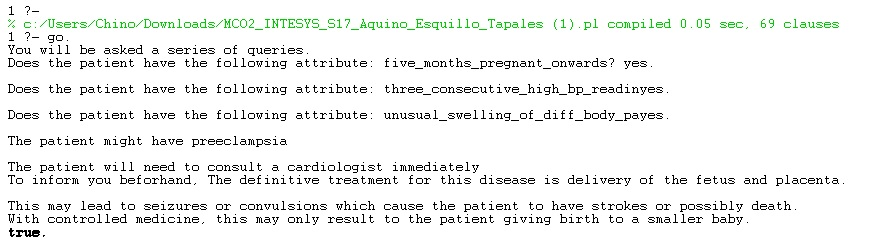 1 ?-
% c:/Users/Chino/Downloads/MCO2_INTESYS_S17_Aquino_Esquillo_Tapales (1).pl compiled 0.05 sec, 69 clauses
1 ?- go.
You will be asked a series of queries.
Does the patient have the following attribute: five_months_pregnant_onwards? yes.
Does the patient have the following attribute: three_consecutive_high_bp_readinyes.
Does the patient have the following attribute: unusual_swelling_of_diff_body_payes.
The patient might have preeclampsia
The patient will need to consult a cardiologist immediately
To inform you beforhand, The definitive treatment for this disease is delivery of the fetus and placenta.
This may lead to seizures or convulsions which cause the patient to have strokes or possibly death.
With controlled medicine, this may only result to the patient giving birth to a smaller baby.
true.